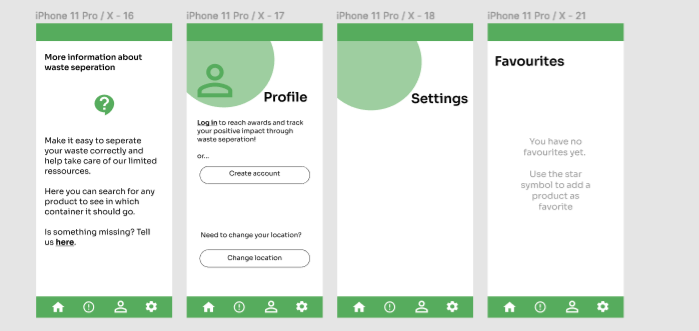 iPhone 11 Pro / X - 16
More information about
waste seperation
Make it easy to seperate
your waste correctly and
help take care of our limited
ressources.
Here you can search for any
product to see in which
container it should go.
Is something missing? Tell
us here.
iPhone 11 Pro / X - 17
Profile
Log in to reach awards and track
your positive impact through
waste seperation!
or...
Create account
Need to change your location?
Change location
iPhone 11 Pro / X - 18
Settings
iPhone 11 Pro / X - 21
Favourites
You have no
favourites yet.
Use the star
symbol to add a
product as
favorite